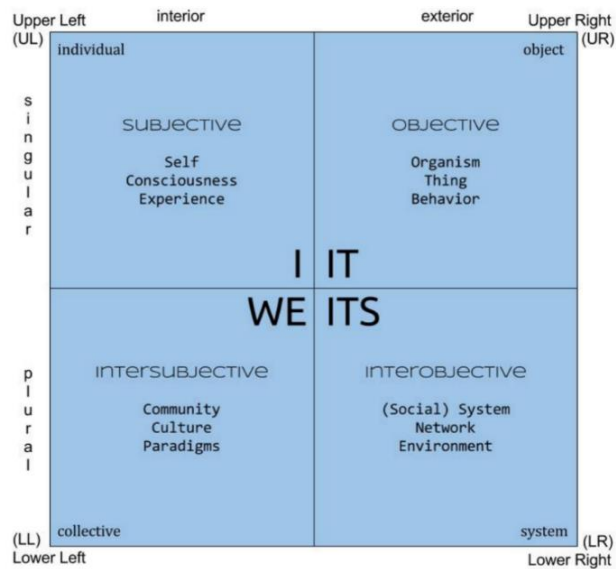 Upper Left
(UL)
interior
exterior
Upper Right
(UR)
individual
object
singular
SUBJECTIVE
Self
Consciousness
Experience
OBJECTIVE
Organism
Thing
Behavior
I
IT
WE
ITS
plural
INTERSUBJECTIVE
Community
Culture
Paradigms
INTEROBJECTIVE
(Social) System
Network
Environment
collective
system
(LL)
Lower Left
(LR)
Lower Right